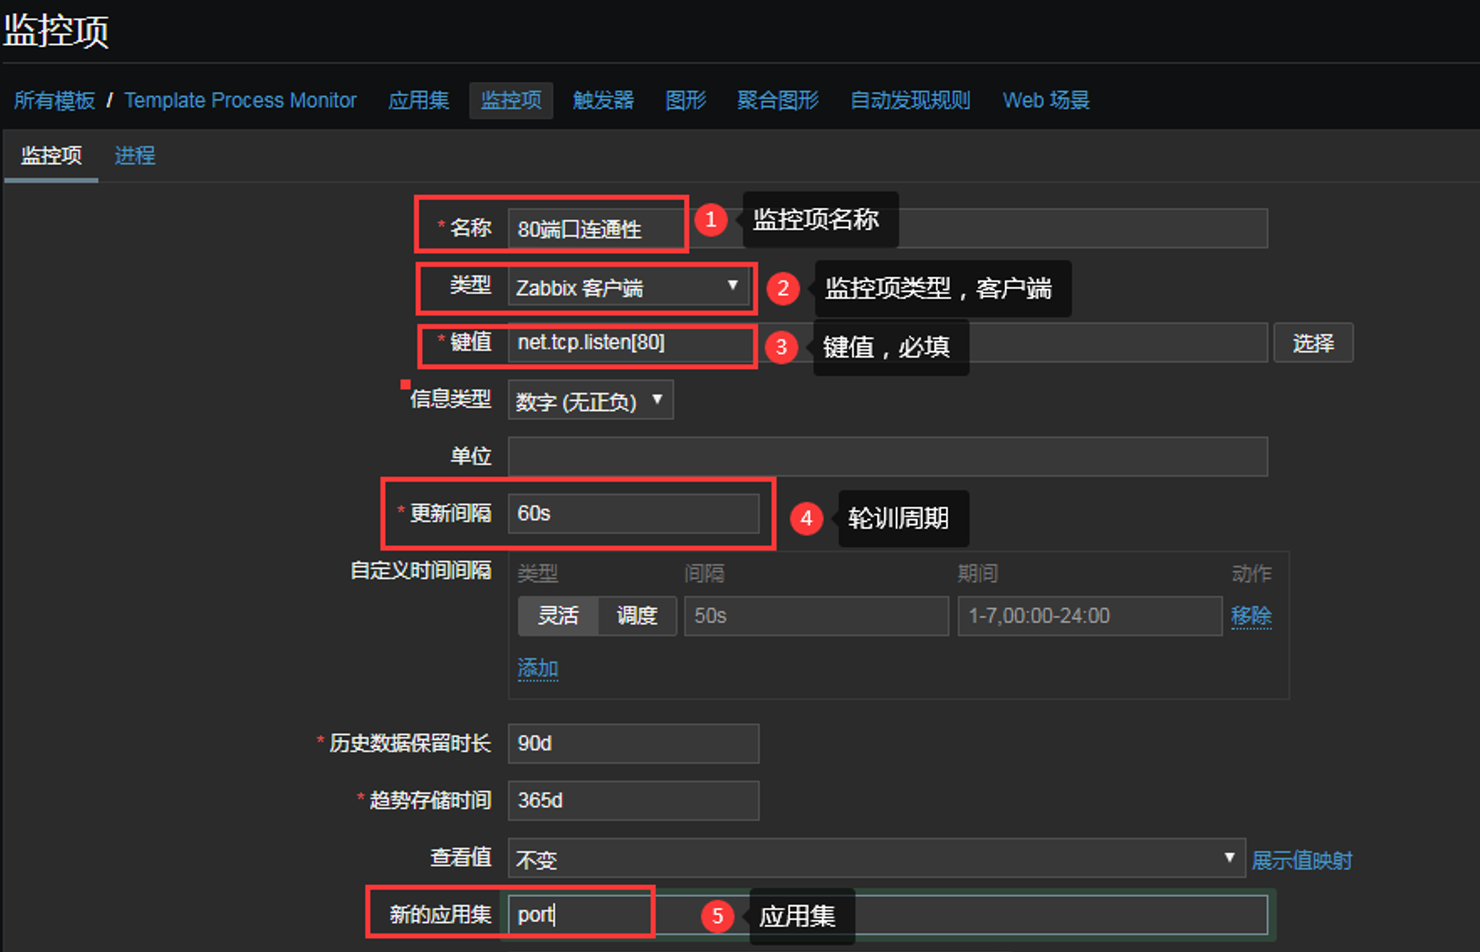 监控项
所有模板 / Template Process Monitor 应用集 监控项 触发器 图形 聚合图形 自动发现规则 Web 场景
监控项 进程
* 名称 80端口连通性 1 监控项名称
类型 Zabbix 客户端 2 监控项类型，客户端
* 键值 net.tcp.listen[80] 3 键值，必填 选择
信息类型 数字 (无正负)
单位
* 更新间隔 60s 4 轮训周期
自定义时间间隔 类型 间隔 期间 动作
灵活 调度 50s 1-7,00:00-24:00 移除
添加
* 历史数据保留时长 90d
* 趋势存储时间 365d
查看值 不变 展示值映射
新的应用集 port 5 应用集